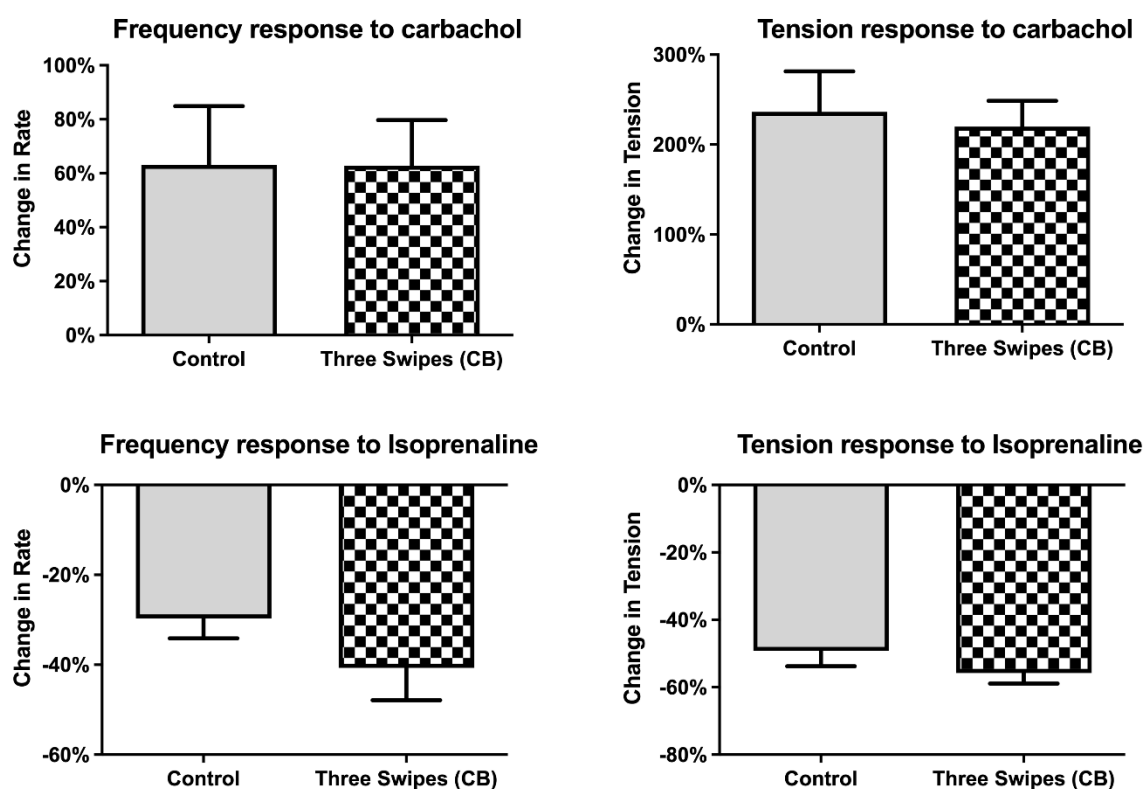 Frequency response to carbachol
Change in Rate
100%
80%
60%
40%
20%
0%
Control
Three Swipes (CB)
Tension response to carbachol
Change in Tension
300%
200%
100%
0%
Control
Three Swipes (CB)
Frequency response to Isoprenaline
Change in Rate
0%
-20%
-40%
-60%
Control
Three Swipes (CB)
Tension response to Isoprenaline
Change in Tension
0%
-20%
-40%
-60%
-80%
Control
Three Swipes (CB)